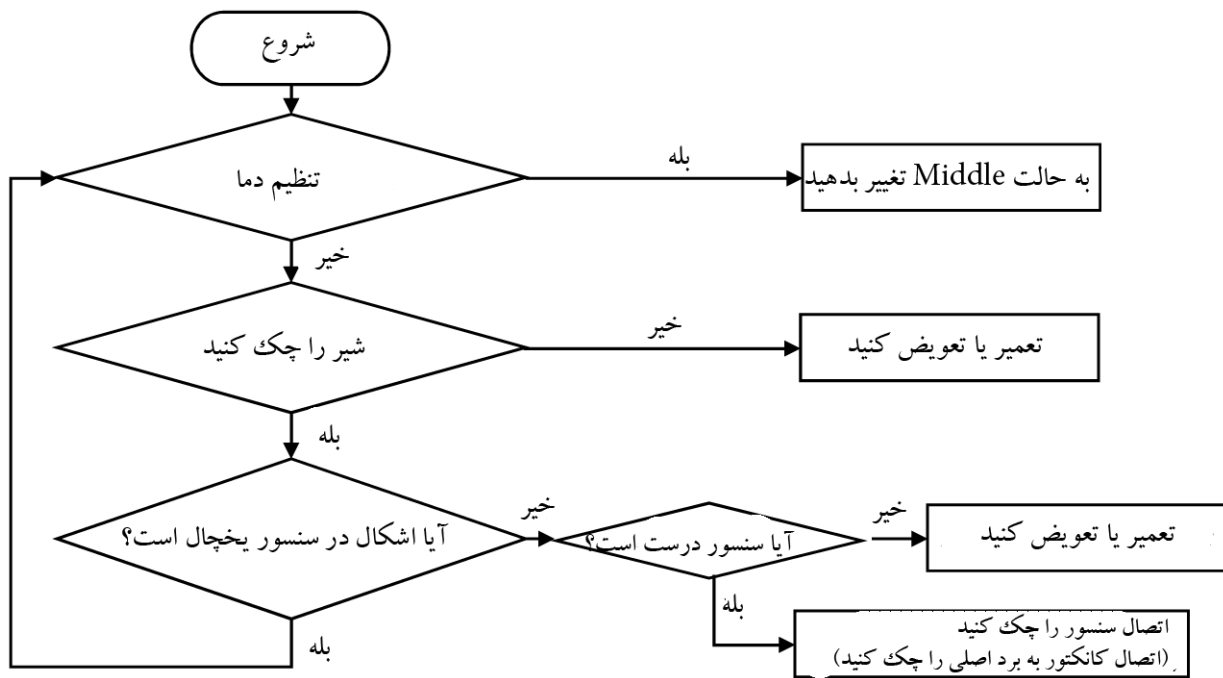 شروع
تنظیم دما
بله
به حالت Middle تغییر بدهید
خیر
شیر را چک کنید
خیر
تعمیر یا تعویض کنید
بله
آیا اشکال در سنسور یخچال است؟
خیر
آیا سنسور درست است؟
خیر
تعمیر یا تعویض کنید
بله
بله
اتصال سنسور را چک کنید
(اتصال کانکتور به برد اصلی را چک کنید)